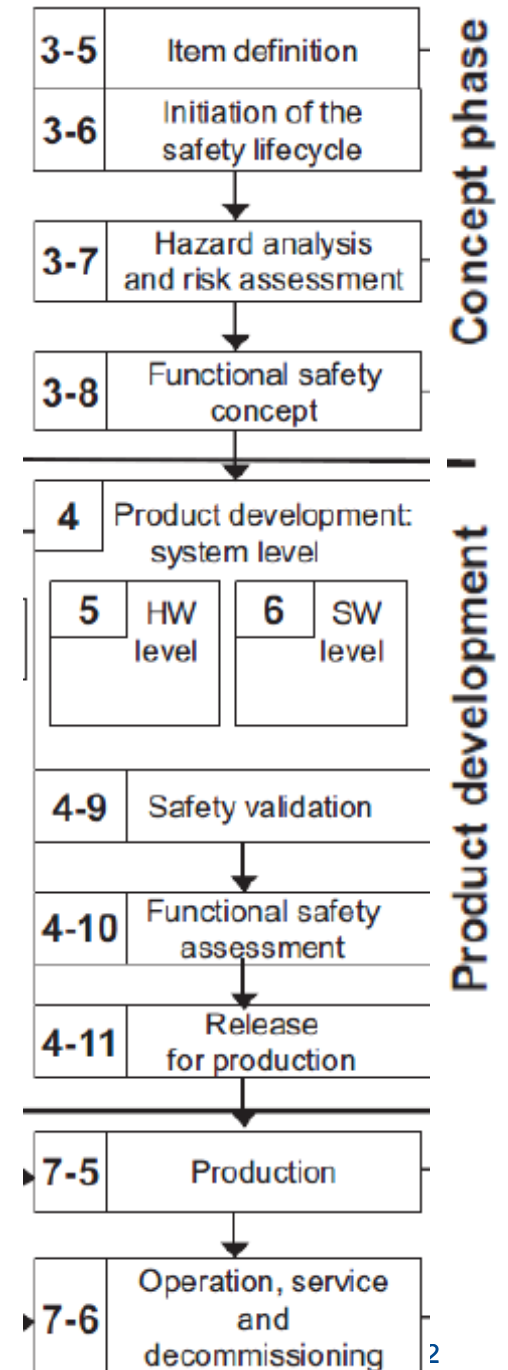 3-5 Item definition
3-6 Initiation of the
safety lifecycle
3-7 Hazard analysis
and risk assessment
3-8 Functional safety
concept
Concept phase
4 Product development:
system level
5 HW
level
6 SW
level
4-9 Safety validation
4-10 Functional safety
assessment
4-11 Release
for production
Product development
7-5 Production
7-6 Operation, service
and
decommissioning
2